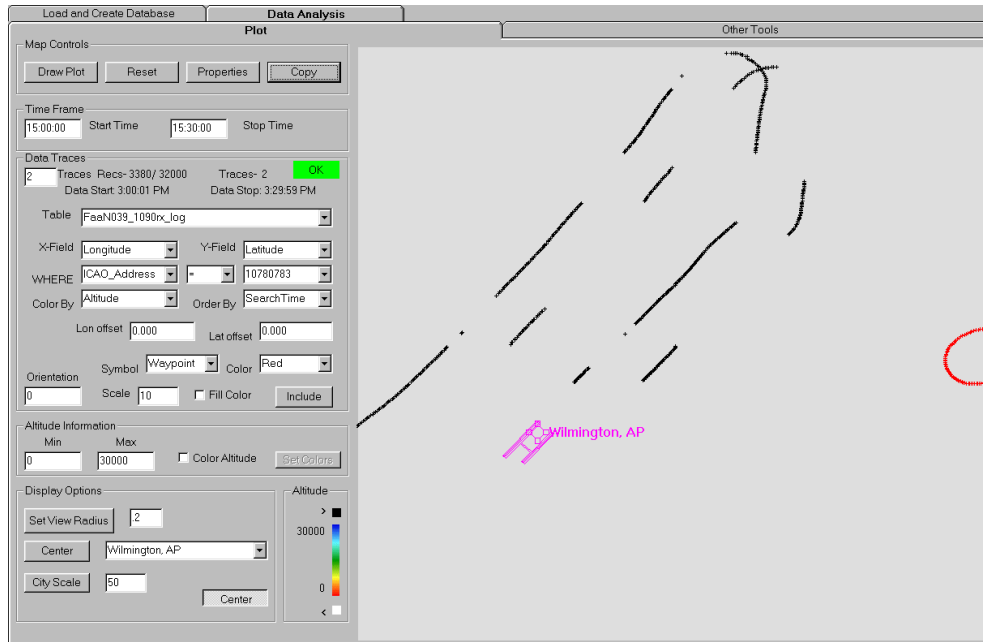 Load and Create Database Data Analysis
Plot Other Tools
Map Controls
Draw Plot Reset Properties Copy
Time Frame
15:00:00 Start Time 15:30:00 Stop Time
Data Traces
2 Traces Recs- 3380/ 32000 Traces- 2 OK
Data Start: 3:00:01 PM Data Stop: 3:29:59 PM
Table FaaN039_1090rx_log
X-Field Longitude Y-Field Latitude
WHERE ICAO_Address = 10780783
Color By Altitude Order By SearchTime
Lon offset 0.000 Lat offset 0.000
Symbol Waypoint Color Red
Orientation
0 Scale 10 Fill Color Include
Altitude Information
Min Max
0 30000 Color Altitude Set Colors
Display Options
Set View Radius .2
Center Wilmington, AP
City Scale 50
Center
Altitude
>
30000
0
<
Wilmington, AP